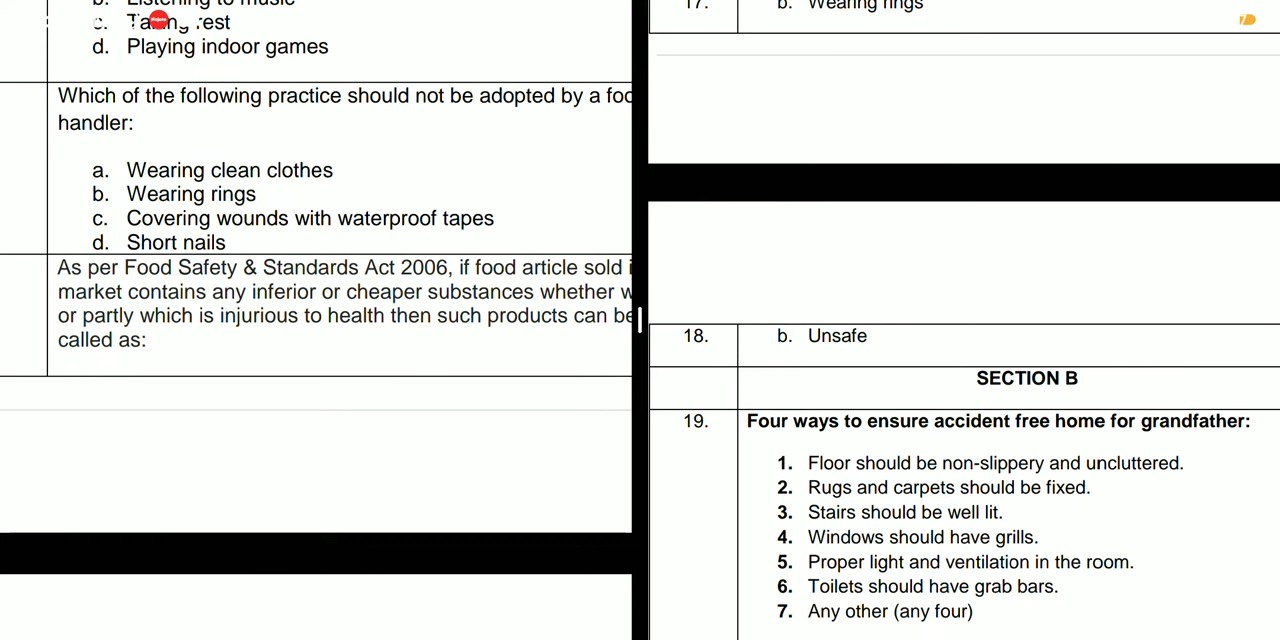 b. Listening to music
c. rest
d. Playing indoor games
Which of the following practice should not be adopted by a
handler:
a. Wearing clean clothes
b. Wearing rings
c. Covering wounds with waterproof tapes
d. Short nails
As per Food Safety & Standards Act 2006, if food article sold
market contains any inferior or cheaper substances whether
or partly which is injurious to health then such products can be
called as:
17. b. Wearing rings
18. b. Unsafe
SECTION B
19. Four ways to ensure accident free home for grandfather:
1. Floor should be non-slippery and uncluttered.
2. Rugs and carpets should be fixed.
3. Stairs should be well lit.
4. Windows should have grills.
5. Proper light and ventilation in the room.
6. Toilets should have grab bars.
7. Any other (any four)